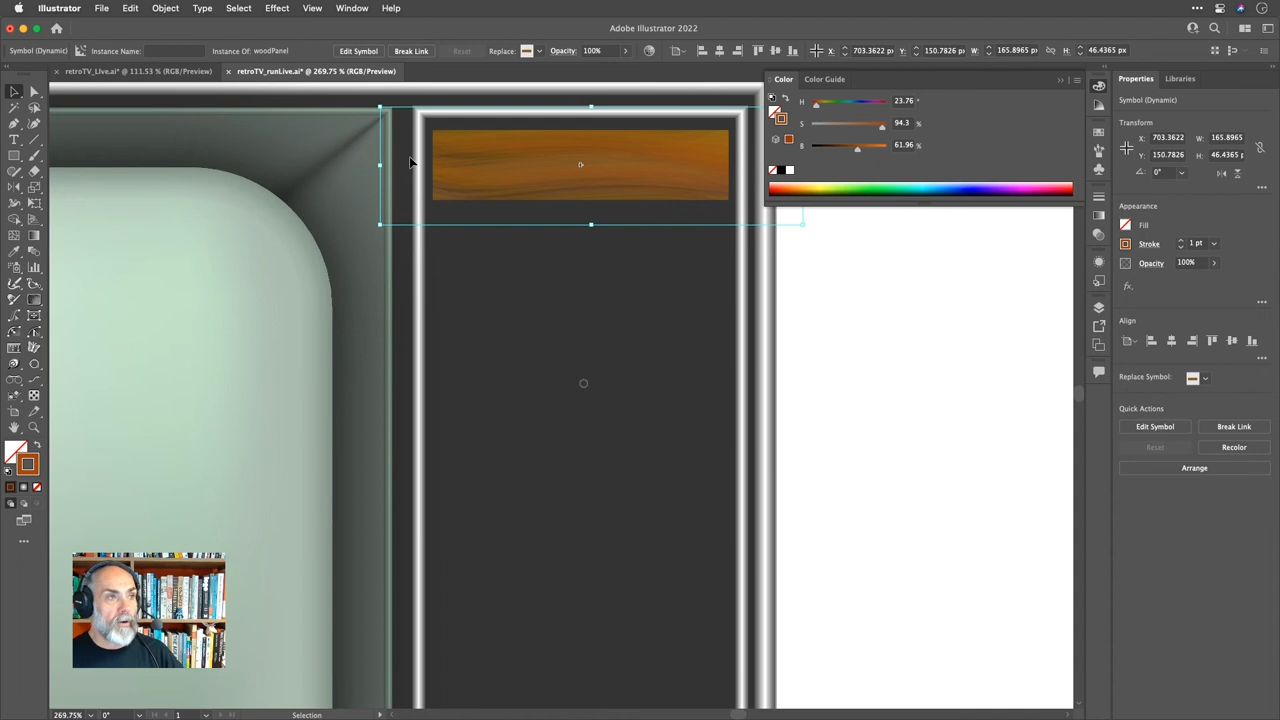 Illustrator File Edit Object Type Select Effect View Window Help
Adobe Illustrator 2022
Symbol (Dynamic) Instance Name: Instance Of: woodPanel Edit Symbol Break Link Reset Replace: Opacity: 100% X: 703.3622 px Y: 150.7826 px W: 165.8965 px H: 46.4365 px
× retroTV_Live.ai* @ 111.53 % (RGB/Preview) × retroTV_runLive.ai* @ 269.75 % (RGB/Preview)
Color Color Guide
H 23.76 °
S 94.3 %
B 61.96 %
Properties Libraries
Symbol (Dynamic)
Transform
X: 703.3622 W: 165.8965
Y: 150.7826 H: 46.4365 p
0°
Appearance
Fill
Stroke 1 pt
Opacity 100%
fx.
Align
Replace Symbol:
Quick Actions
Edit Symbol Break Link
Reset Recolor
Arrange
269.75% 0° 1 Selection